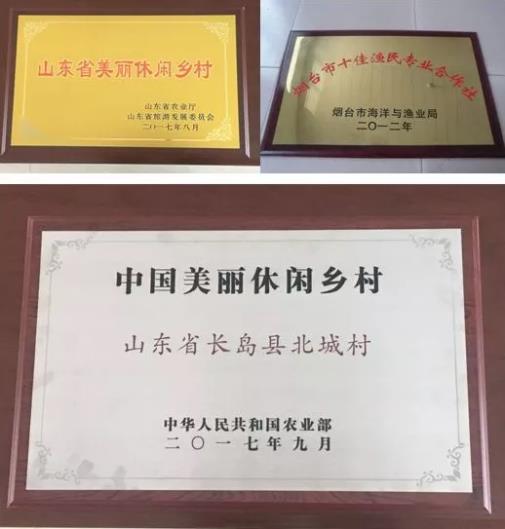 山东省美丽休闲乡村
山东省农业厅
山东省旅游发展委员会
二〇一七年八月
烟台市十佳渔民专业合作社
烟台市海洋与渔业局
二〇一二年
中国美丽休闲乡村
山东省长岛县北城村
中华人民共和国农业部
二〇一七年九月